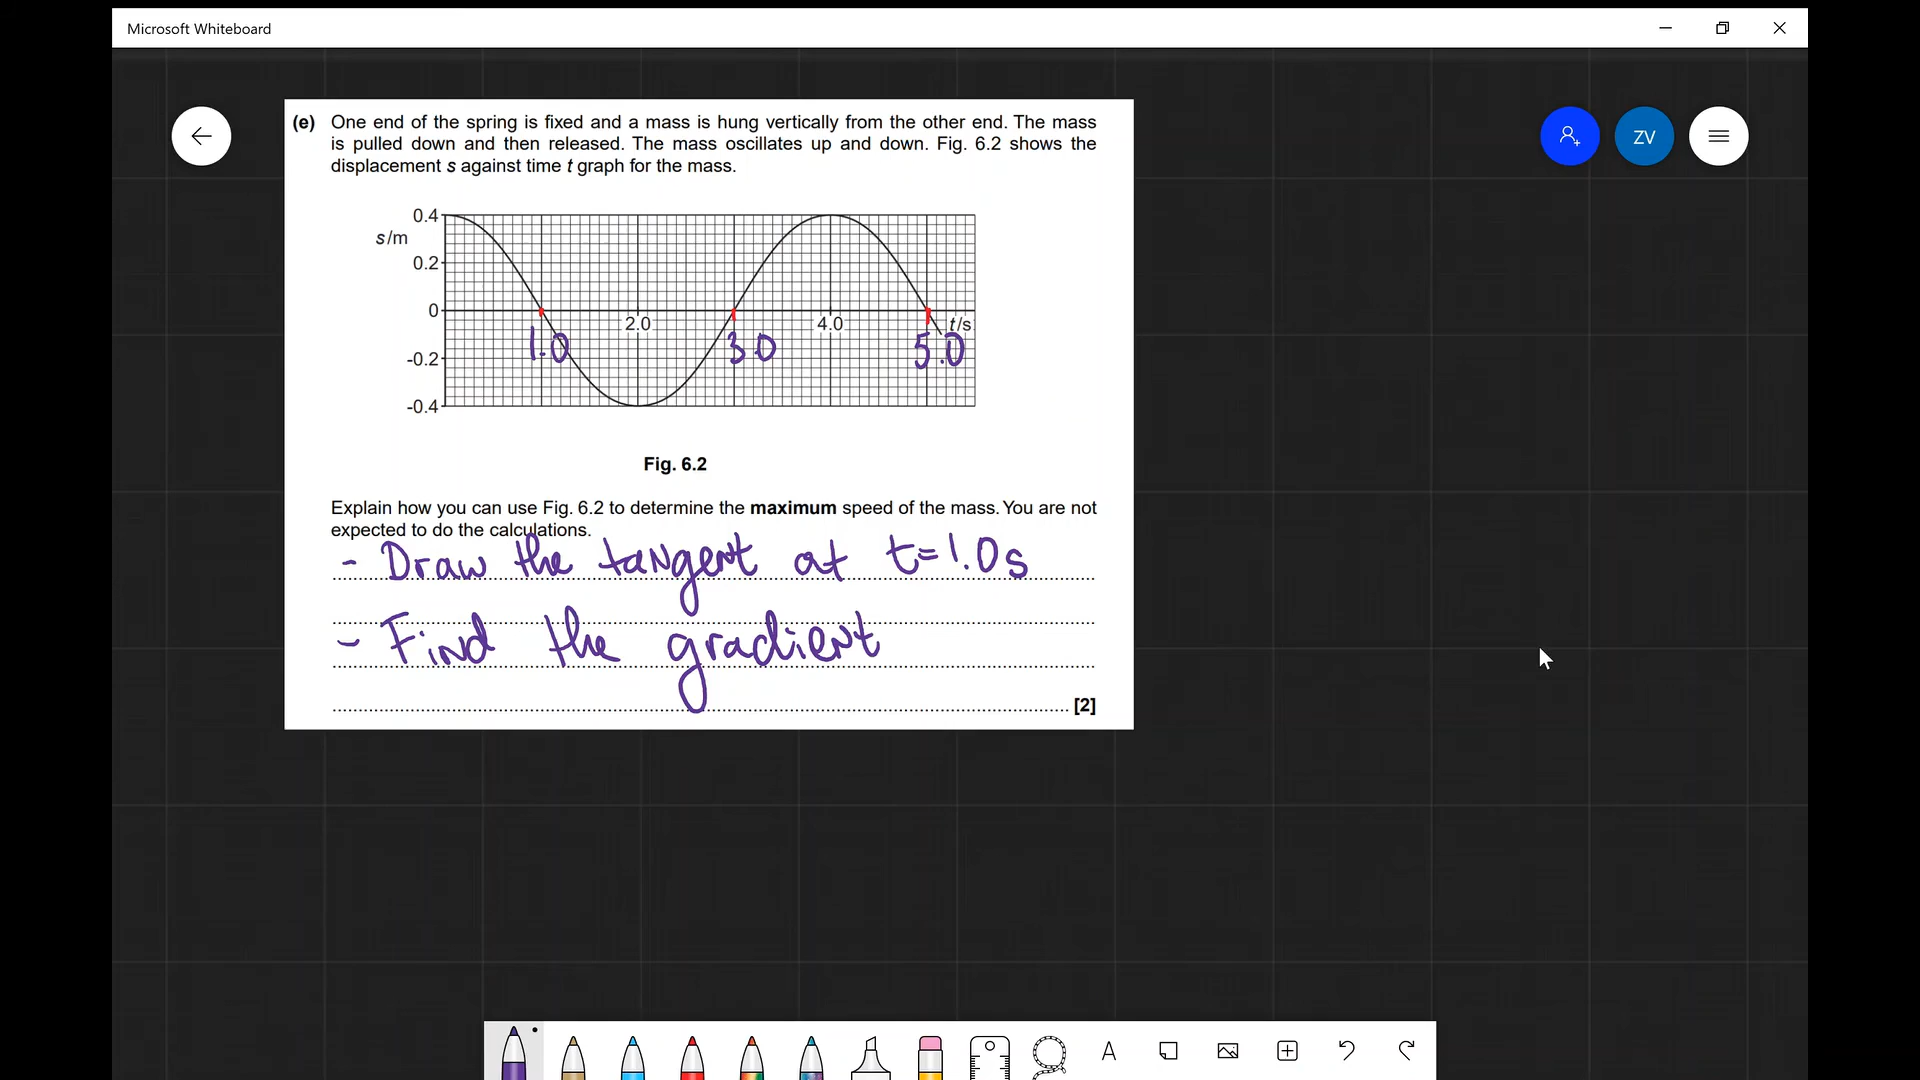 Microsoft Whiteboard
ZV
(e) One end of the spring is fixed and a mass is hung vertically from the other end. The mass
is pulled down and then released. The mass oscillates up and down. Fig. 6.2 shows the
displacement s against time t graph for the mass.
0.4
s/m
0.2
0
2.0 4.0 t/s
1.0 3.0 5.0
-0.2
-0.4
Fig. 6.2
Explain how you can use Fig. 6.2 to determine the maximum speed of the mass. You are not
expected to do the calculations.
- Draw the tangent at t=1.0s
- Find the gradient
[2]
A